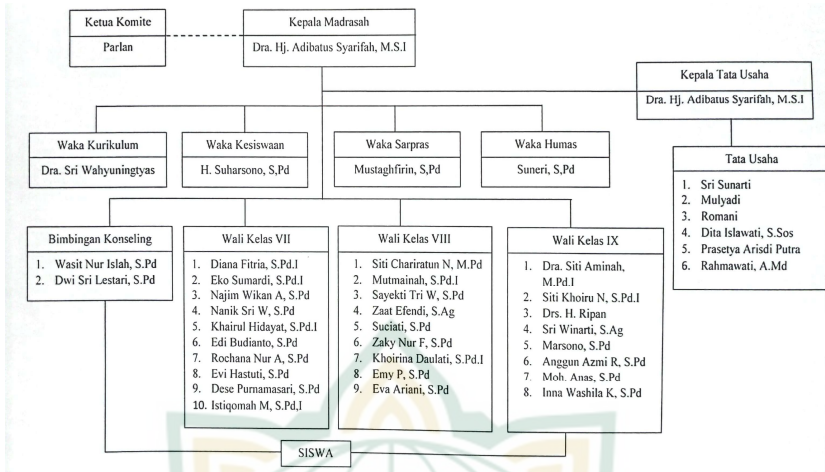 Ketua Komite
Parlan
Kepala Madrasah
Dra. Hj. Adibatus Syarifah, M.S.I
Kepala Tata Usaha
Dra. Hj. Adibatus Syarifah, M.S.I
Waka Kurikulum
Dra. Sri Wahyuningtyas
Waka Kesiswaan
H. Suharsono, S,Pd
Waka Sarpras
Mustaghfirin, S,Pd
Waka Humas
Suneri, S,Pd
Tata Usaha
1. Sri Sunarti
2. Mulyadi
3. Romani
4. Dita Islawati, S.Sos
5. Prasetya Arisdi Putra
6. Rahmawati, A.Md
Bimbingan Konseling
1. Wasit Nur Islah, S.Pd
2. Dwi Sri Lestari, S.Pd
Wali Kelas VII
1. Diana Fitria, S.Pd.I
2. Eko Sumardi, S.Pd.I
3. Najim Wikan A, S.Pd
4. Nanik Sri W, S.Pd
5. Khairul Hidayat, S.Pd.I
6. Edi Budianto, S.Pd
7. Rochana Nur A, S.Pd
8. Evi Hastuti, S.Pd
9. Dese Purnamasari, S.Pd
10. Istiqomah M, S.Pd,I
Wali Kelas VIII
1. Siti Chariratun N, M.Pd
2. Mutmainah, S.Pd.I
3. Sayekti Tri W, S.Pd
4. Zaat Efendi, S.Ag
5. Suciati, S.Pd
6. Zaky Nur F, S.Pd
7. Khoirina Daulati, S.Pd.I
8. Emy P, S.Pd
9. Eva Ariani, S.Pd
Wali Kelas IX
1. Dra. Siti Aminah,
M.Pd.I
2. Siti Khoiru N, S.Pd.I
3. Drs. H. Ripan
4. Sri Winarti, S.Ag
5. Marsono, S.Pd
6. Anggun Azmi R, S.Pd
7. Moh. Anas, S.Pd
8. Inna Washila K, S.Pd
SISWA